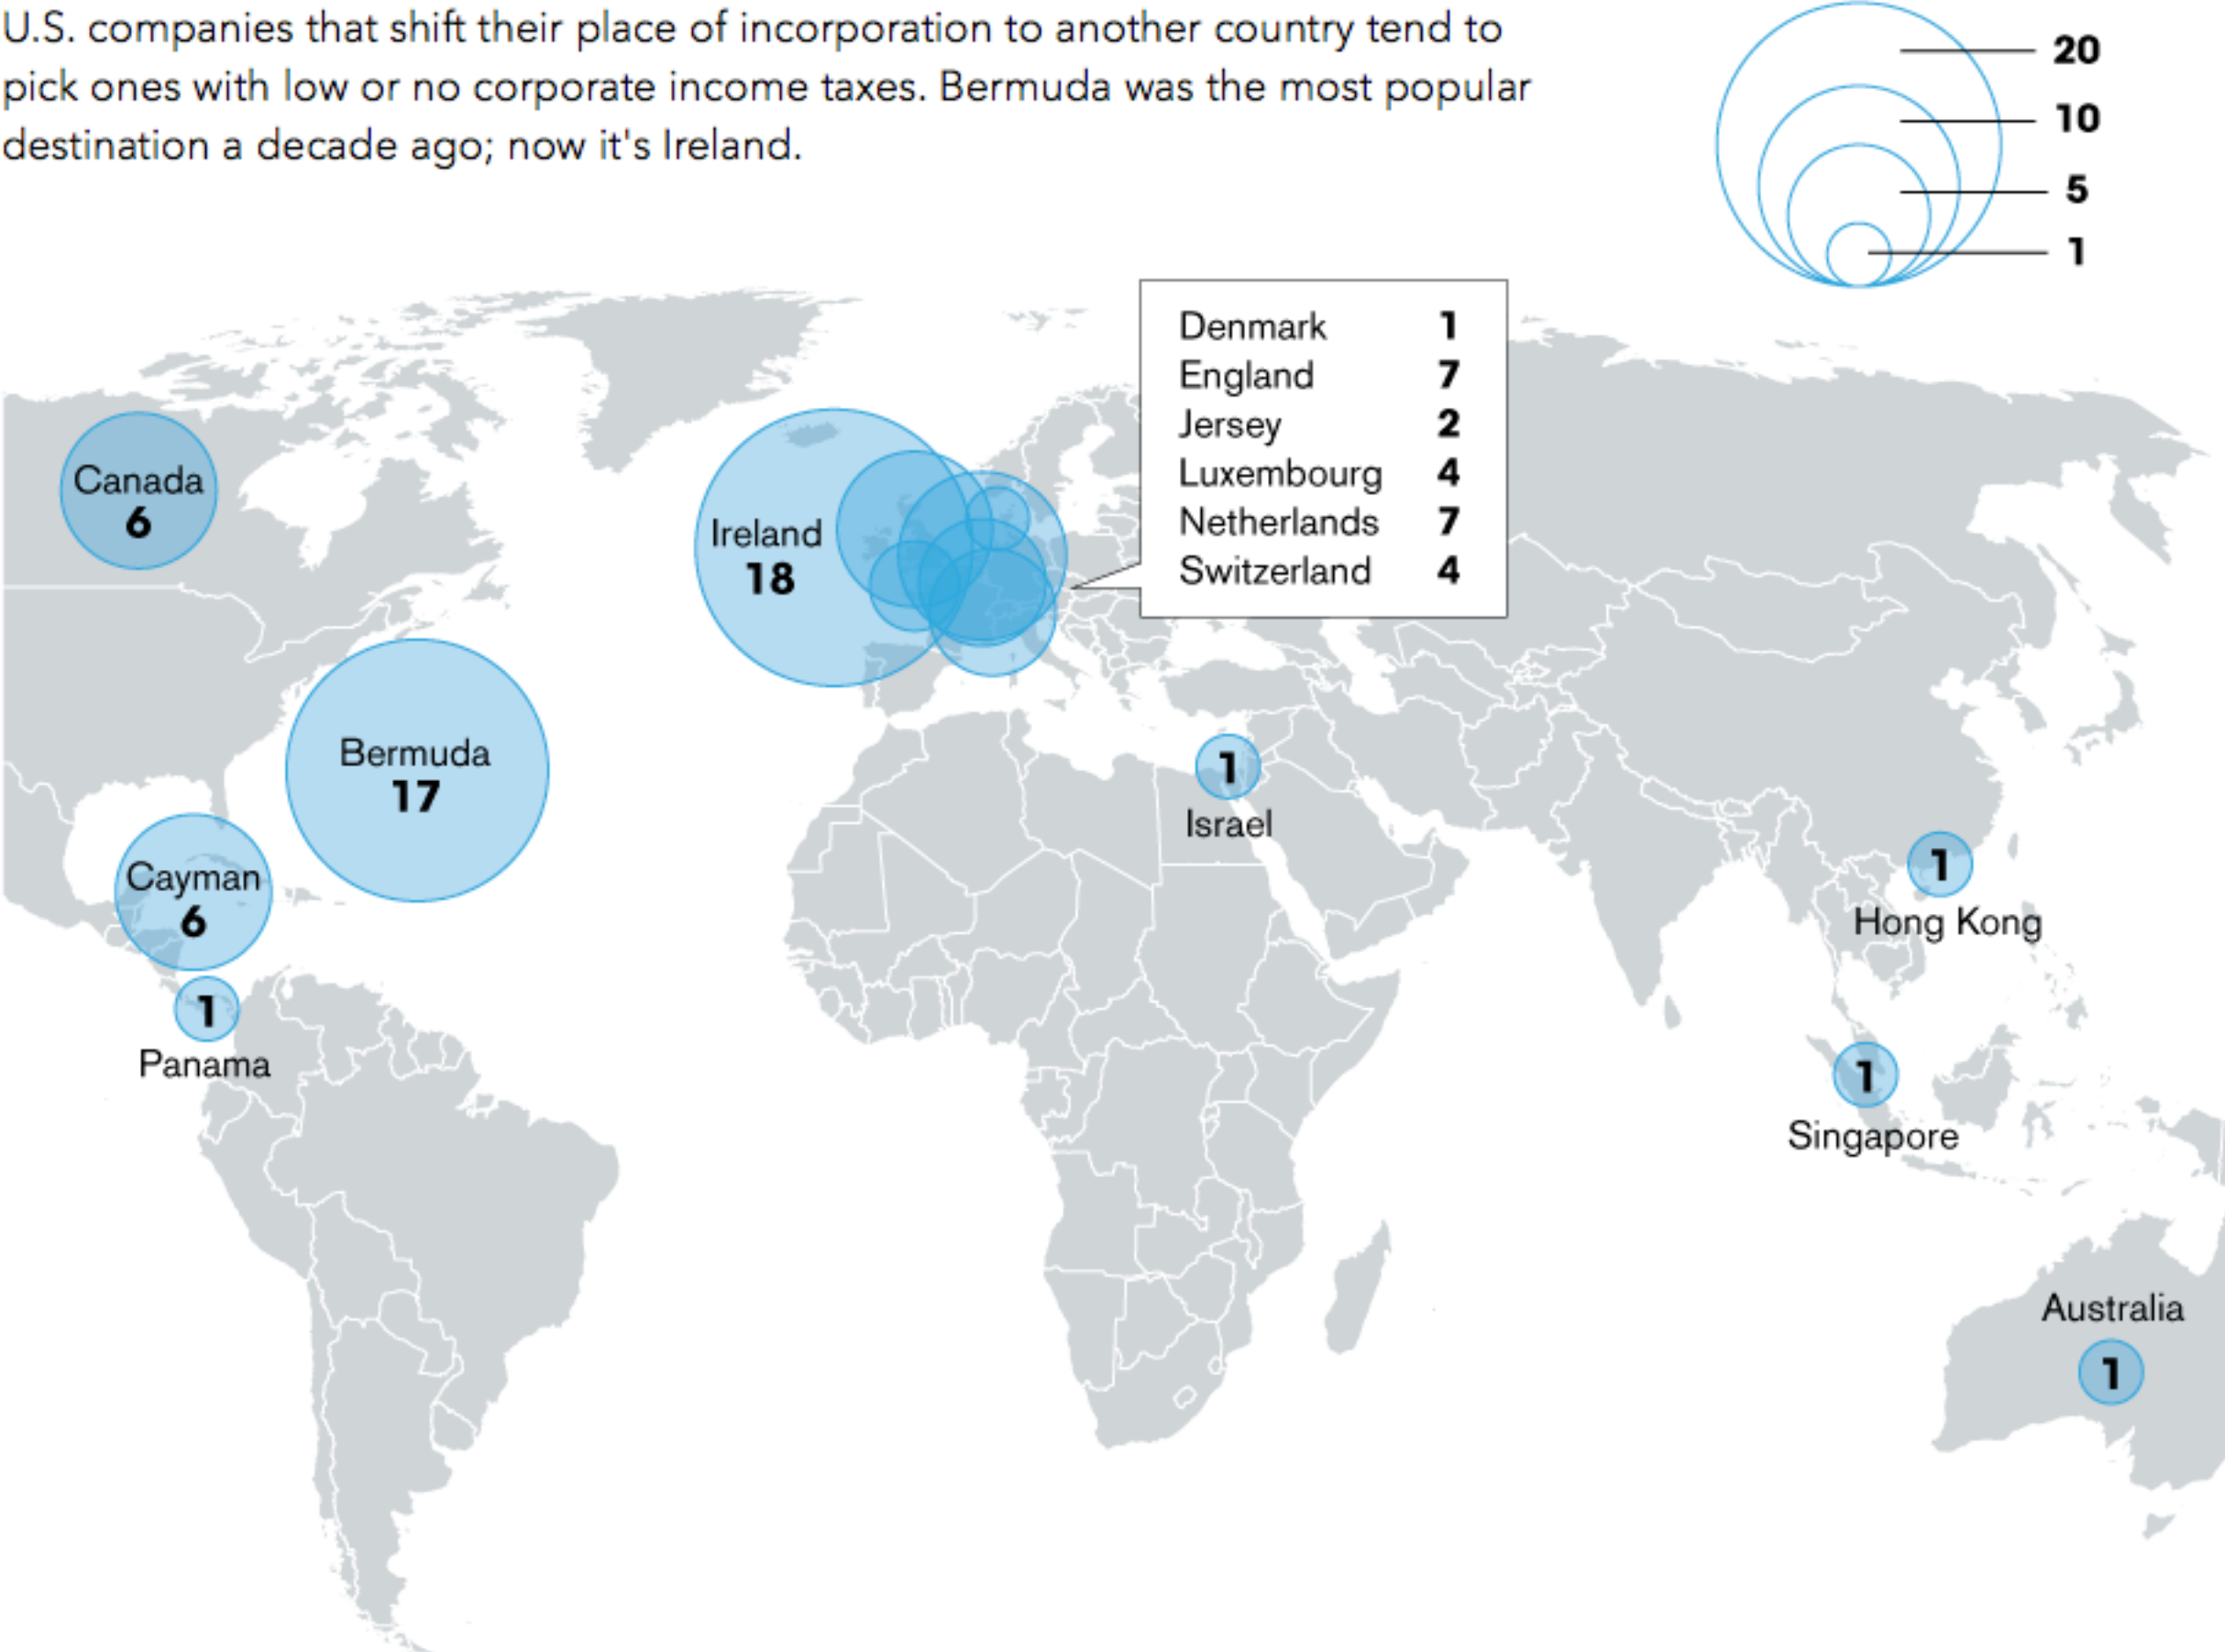 U.S. companies that shift their place of incorporation to another country tend to
pick ones with low or no corporate income taxes. Bermuda was the most popular
destination a decade ago; now it's Ireland.
20
10
5
1
Denmark 1
England 7
Jersey 2
Luxembourg 4
Netherlands 7
Switzerland 4
Canada
6
Ireland
18
Bermuda
17
Cayman
6
1
Panama
1
Israel
1
Hong Kong
1
Singapore
Australia
1